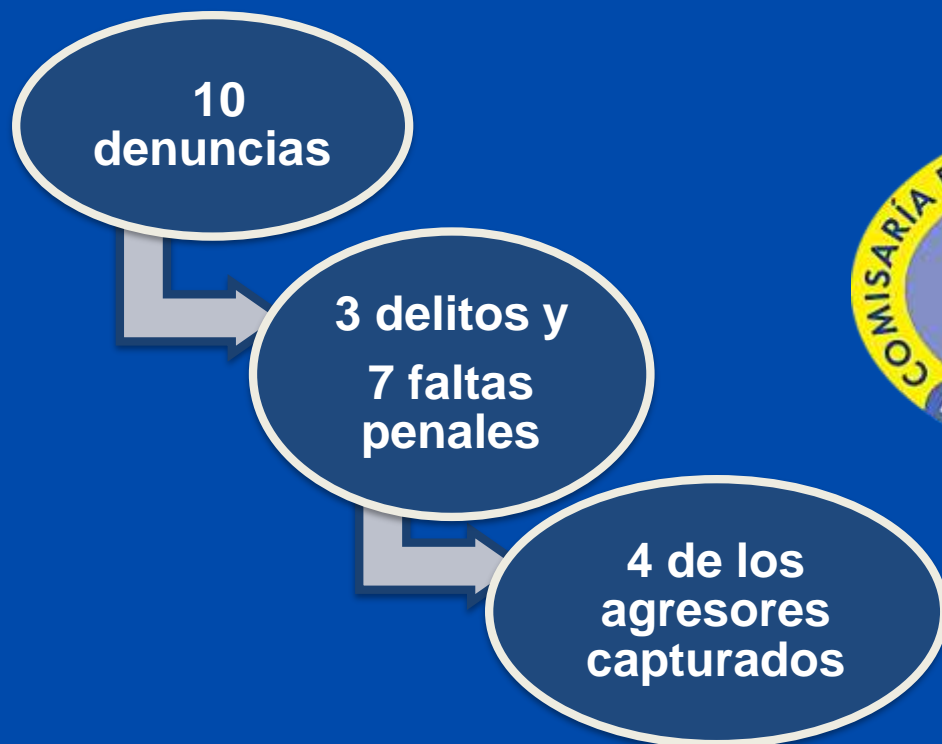 10
denuncias
3 delitos y
7 faltas
penales
COMISARÍA
4 de los
agresores
capturados